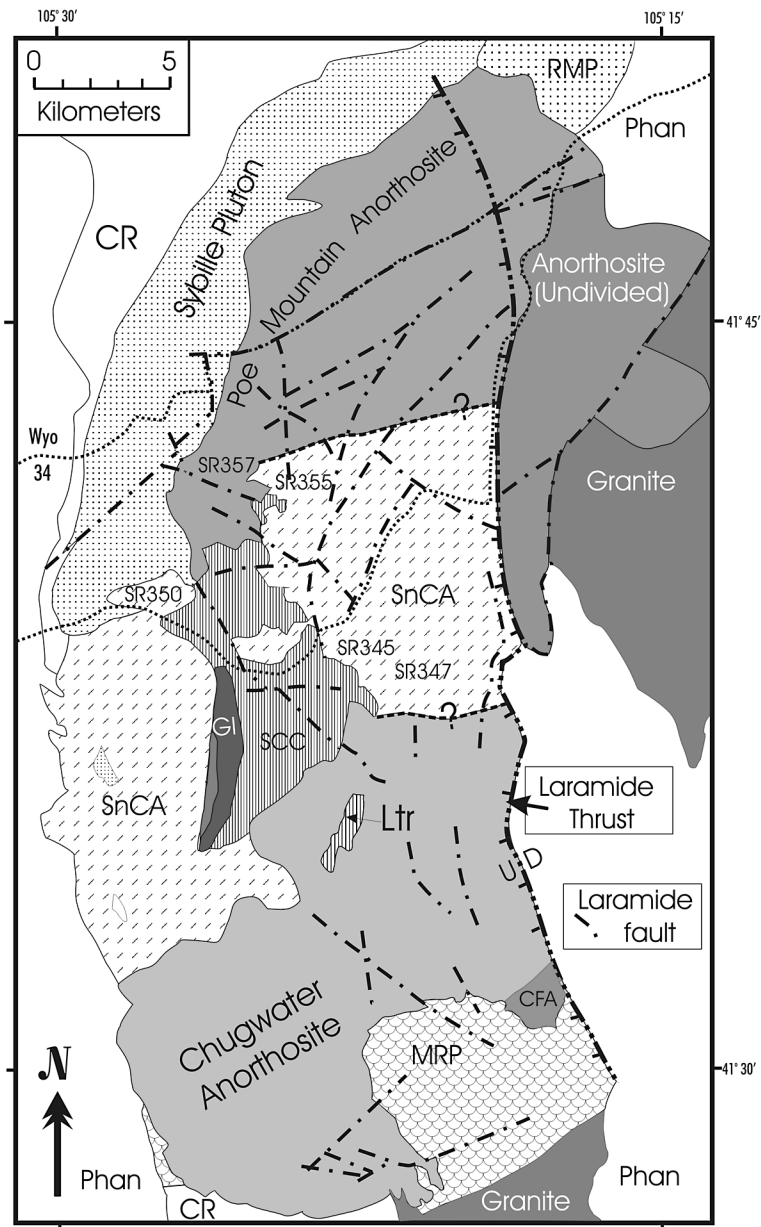 105° 30'
105° 15'
0 5
Kilometers
RMP
Phan
CR
Sybille Pluton
Poe Mountain Anorthosite
Anorthosite
(Undivided)
41° 45'
Wyo
34
?
SR357
SR355
Granite
SR350
SnCA
SR345
SR347
?
GI
SCC
SnCA
Laramide
Thrust
Ltr
U D
Laramide
fault
CFA
Chugwater
Anorthosite
MRP
N
41° 30'
Phan
Phan
CR
Granite